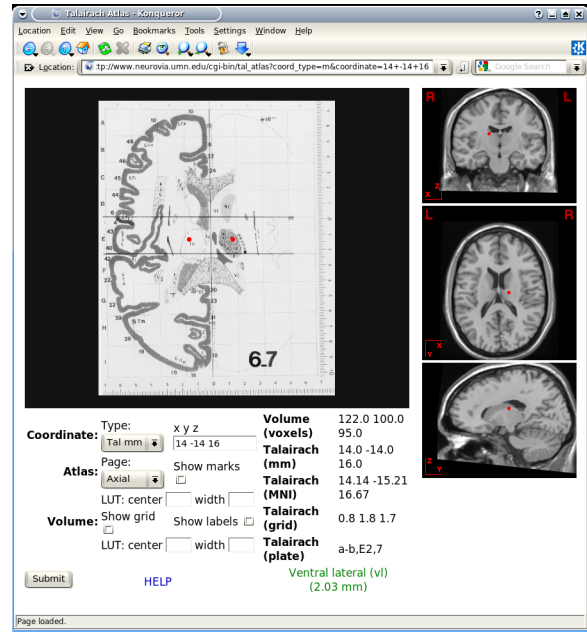 Talairach Atlas - Konqueror
Location Edit View Go Bookmarks Tools Settings Window Help
Location: tp://www.neurovia.umn.edu/cgi-bin/tal_atlas?coord_type=m&coordinate=14+-14+16
Google Search
6_7
R L
x z
L R
Y X
Z Y
Coordinate: Type: x y z
Tal mm 14 -14 16
Atlas: Page: Show marks
Axial
LUT: center width
Volume: Show grid Show labels
LUT: center width
Volume (voxels) 122.0 100.0 95.0
Talairach (mm) 14.0 -14.0 16.0
Talairach (MNI) 14.14 -15.21 16.67
Talairach (grid) 0.8 1.8 1.7
Talairach (plate) a-b,E2,7
Submit
HELP
Ventral lateral (vl)
(2.03 mm)
Page loaded.